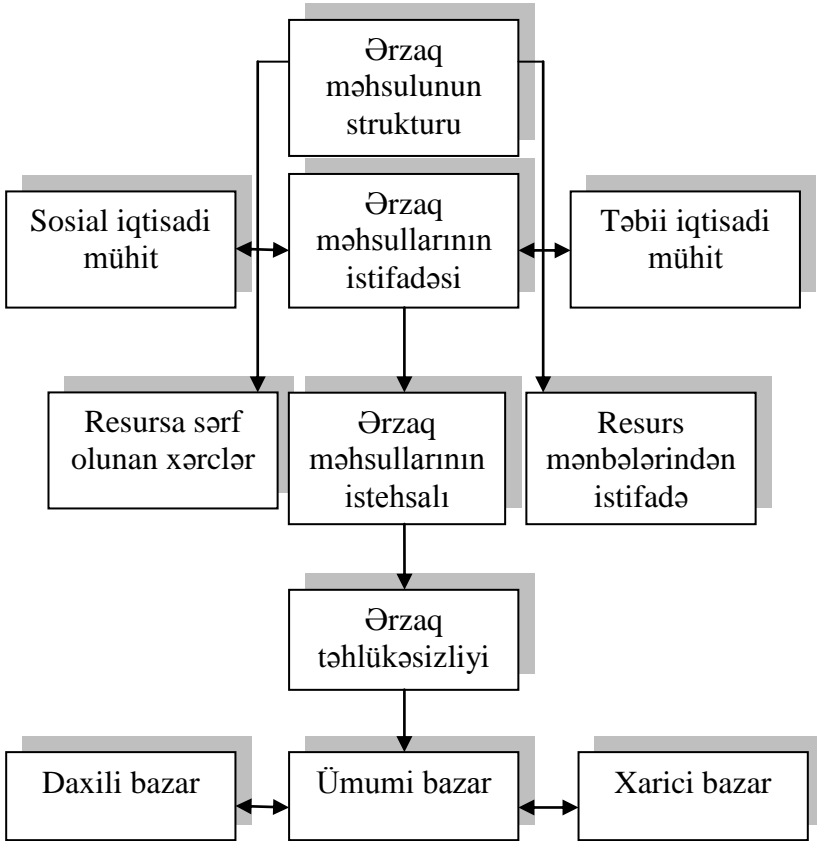 Ərzaq
məhsulunun
strukturu
Sosial iqtisadi
mühit
Ərzaq
məhsullarının
istifadəsi
Təbii iqtisadi
mühit
Resursa sərf
olunan xərclər
Ərzaq
məhsullarının
istehsalı
Resurs
mənbələrindən
istifadə
Ərzaq
təhlükəsizliyi
Daxili bazar
Ümumi bazar
Xarici bazar